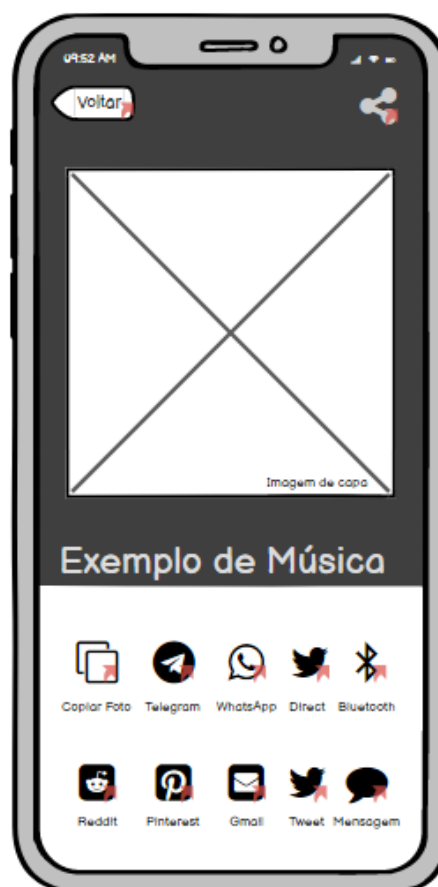 09:52 AM
Voltar
Imagem de capa
Exemplo de Música
Copiar Foto Telegram WhatsApp Direct Bluetooth
Reddit Pinterest Gmail Tweet Mensagem